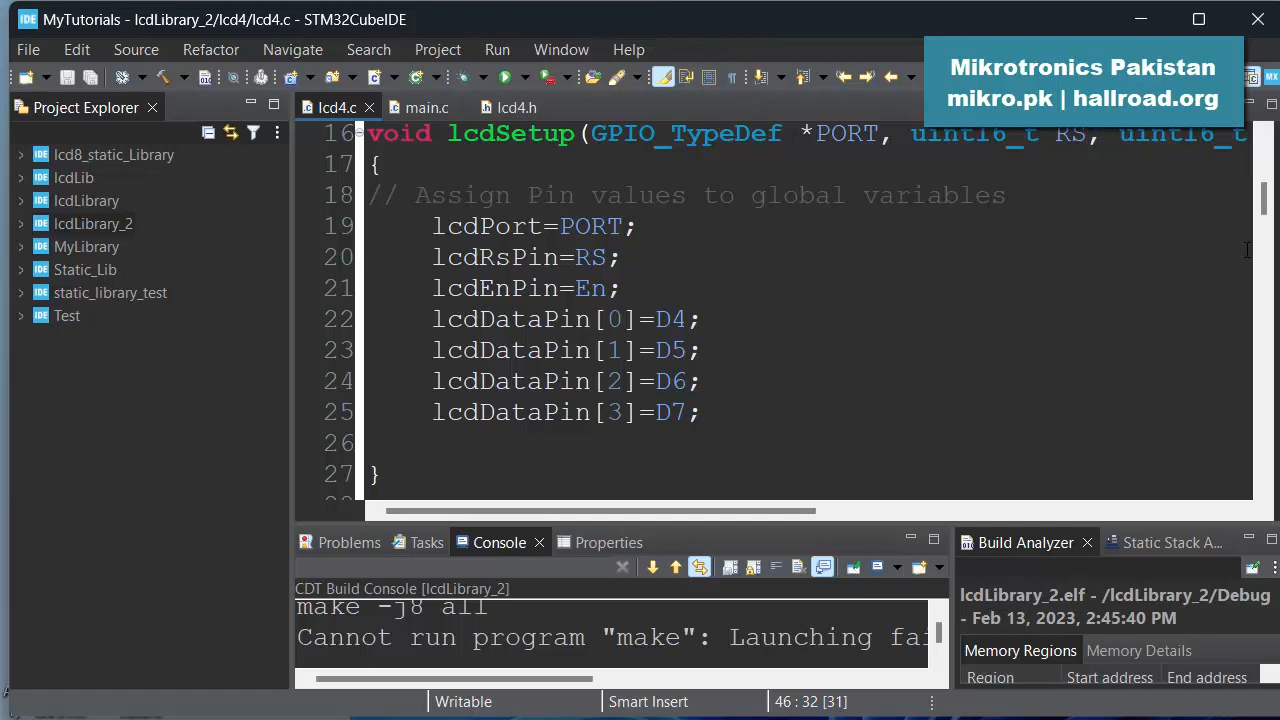 MyTutorials - lcdLibrary_2/lcd4/lcd4.c - STM32CubeIDE
File Edit Source Refactor Navigate Search Project Run Window Help
Mikrotronics Pakistan
mikro.pk | hallroad.org
Project Explorer
lcd8_static_Library
lcdLib
lcdLibrary
lcdLibrary_2
MyLibrary
Static_Lib
static_library_test
Test
lcd4.c main.c lcd4.h
16 void lcdSetup(GPIO_TypeDef *PORT, uint16_t RS, uint16_t
17 {
18 // Assign Pin values to global variables
19 lcdPort=PORT;
20 lcdRsPin=RS;
21 lcdEnPin=En;
22 lcdDataPin[0]=D4;
23 lcdDataPin[1]=D5;
24 lcdDataPin[2]=D6;
25 lcdDataPin[3]=D7;
26
27 }
Problems Tasks Console Properties
CDT Build Console [lcdLibrary_2]
make -j8 all
Cannot run program "make": Launching fai
Build Analyzer Static Stack A...
lcdLibrary_2.elf - /lcdLibrary_2/Debug
- Feb 13, 2023, 2:45:40 PM
Memory Regions Memory Details
Region Start address End address
Writable Smart Insert 46 : 32 [31]